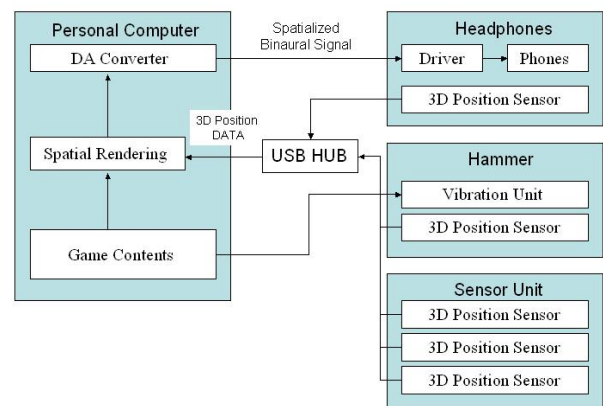 Personal Computer
DA Converter
Spatial Rendering
Game Contents
Spatialized
Binaural Signal
3D Position
DATA
USB HUB
Headphones
Driver
Phones
3D Position Sensor
Hammer
Vibration Unit
3D Position Sensor
Sensor Unit
3D Position Sensor
3D Position Sensor
3D Position Sensor